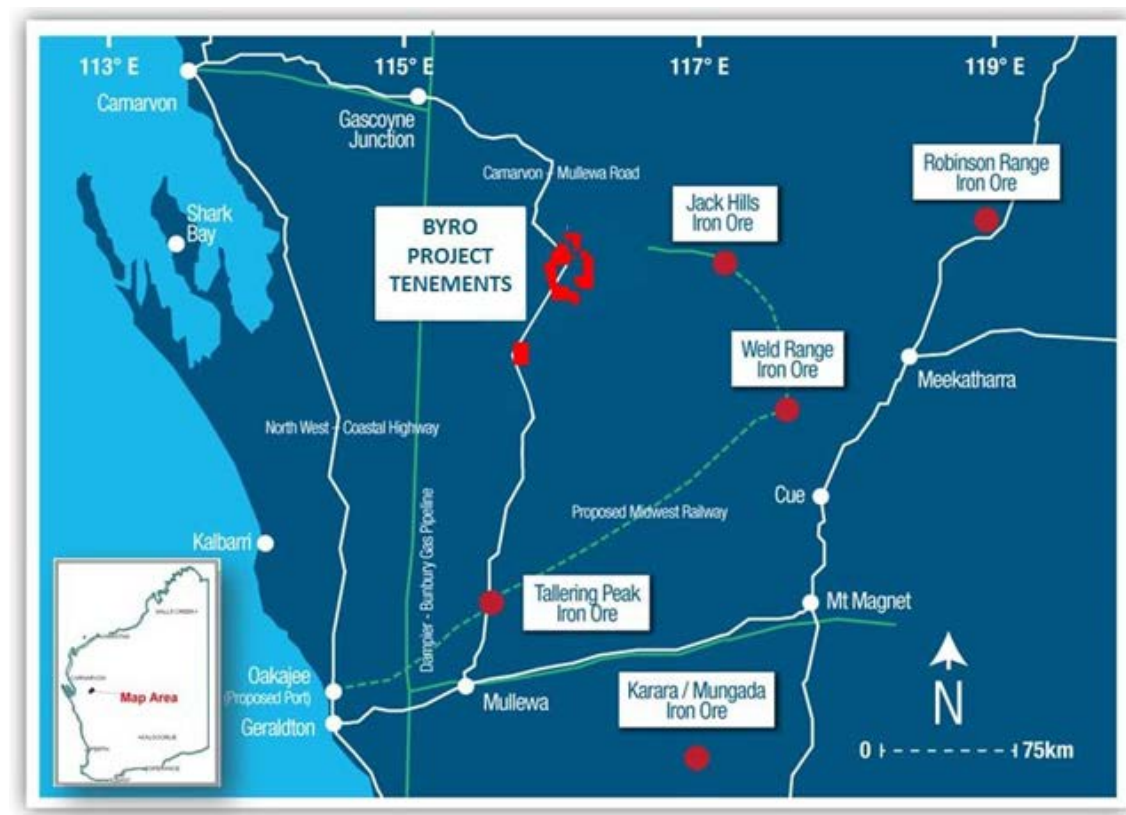 113° E
115° E
117° E
119° E
Camarvon
Gascoyne
Junction
Camarvon - Mullewa Road
Robinson Range
Iron Ore
Jack Hills
Iron Ore
Shark
Bay
BYRO
PROJECT
TENEMENTS
Weld Range
Iron Ore
Meekatharra
North West - Coastal Highway
Cue
Proposed Midwest Railway
Kalbarri
Dampier - Bunbury Gas Pipeline
Tallering Peak
Iron Ore
Mt Magnet
Oakajee
(Proposed Port)
Geraldton
Mullewa
Karara / Mungada
Iron Ore
N
0
75km
Map Area
PERTH